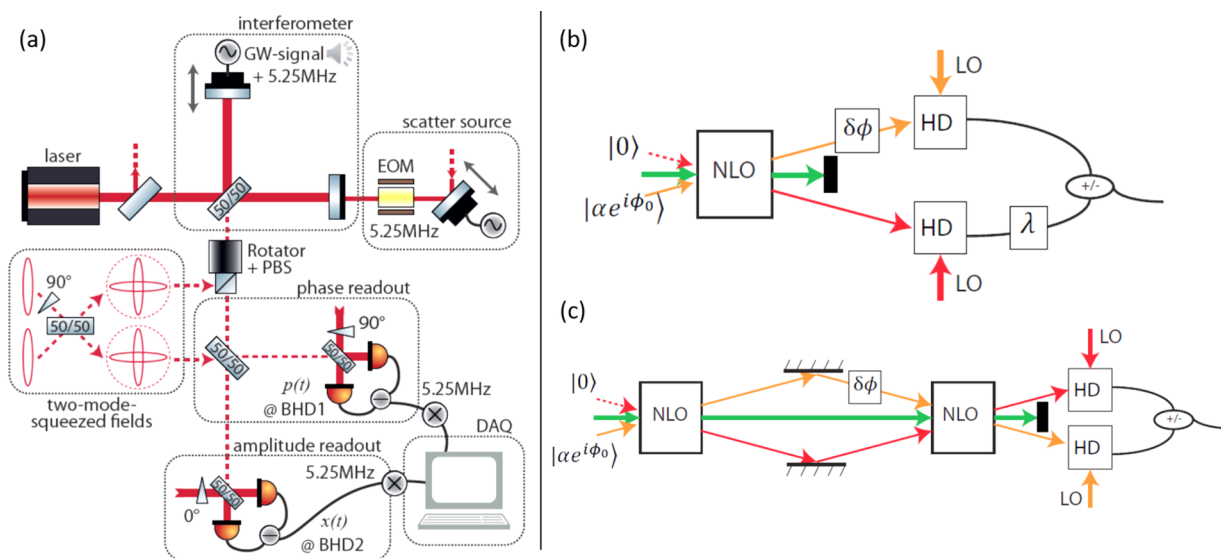 (a)
interferometer
GW-signal
+ 5.25MHz
scatter source
laser
EOM
50/50
5.25MHz
Rotator
+ PBS
90°
50/50
two-mode-
squeezed fields
phase readout
90°
50/50
50/50
p(t)
@ BHD1
5.25MHz
amplitude readout
DAQ
5.25MHz
50/50
0°
x(t)
@ BHD2
(b)
LO
δϕ
HD
|0⟩
NLO
|αe^{iϕ₀}⟩
+/-
HD
λ
LO
(c)
LO
|0⟩
δϕ
HD
NLO
NLO
+/-
|αe^{iϕ₀}⟩
HD
LO